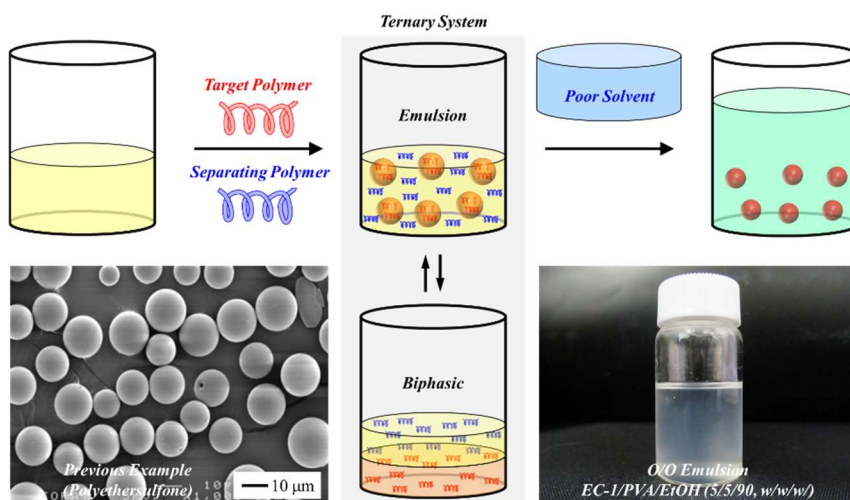 Ternary System
Target Polymer
Separating Polymer
Emulsion
Poor Solvent
Biphasic
Previous Example
(Polyethersulfone)
10 μm
O/O Emulsion
EC-1/PVA/EtOH (5/5/90, w/w/w/)